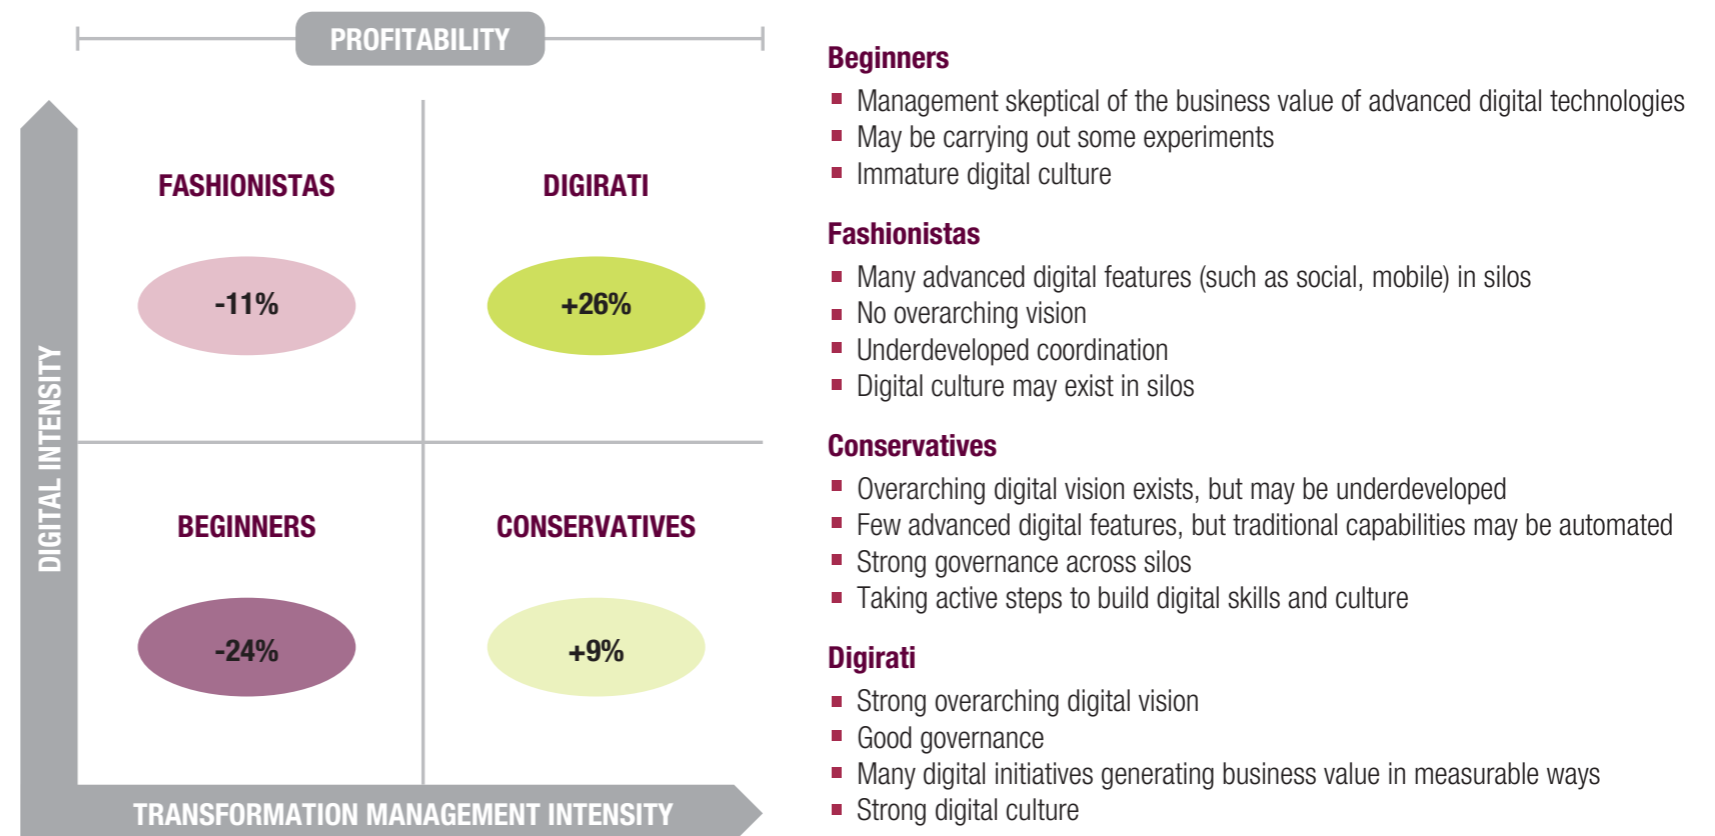 PROFITABILITY
FASHIONISTAS
DIGIRATI
-11%
+26%
BEGINNERS
CONSERVATIVES
-24%
+9%
DIGITAL INTENSITY
TRANSFORMATION MANAGEMENT INTENSITY
Beginners
▪ Management skeptical of the business value of advanced digital technologies
▪ May be carrying out some experiments
▪ Immature digital culture
Fashionistas
▪ Many advanced digital features (such as social, mobile) in silos
▪ No overarching vision
▪ Underdeveloped coordination
▪ Digital culture may exist in silos
Conservatives
▪ Overarching digital vision exists, but may be underdeveloped
▪ Few advanced digital features, but traditional capabilities may be automated
▪ Strong governance across silos
▪ Taking active steps to build digital skills and culture
Digirati
▪ Strong overarching digital vision
▪ Good governance
▪ Many digital initiatives generating business value in measurable ways
▪ Strong digital culture